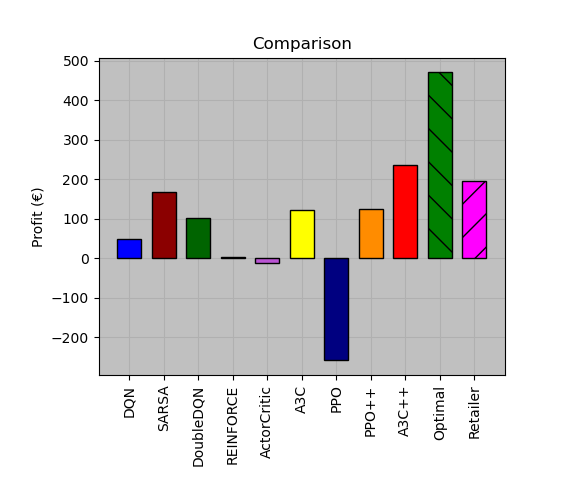 Comparison
Profit (€)
500
400
300
200
100
0
−100
−200
DQN
SARSA
DoubleDQN
REINFORCE
ActorCritic
A3C
PPO
PPO++
A3C++
Optimal
Retailer